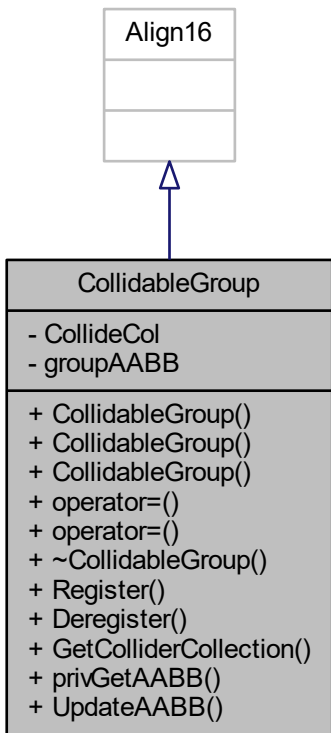 Align16
CollidableGroup
- CollideCol
- groupAABB
+ CollidableGroup()
+ CollidableGroup()
+ CollidableGroup()
+ operator=()
+ operator=()
+ ~CollidableGroup()
+ Register()
+ Deregister()
+ GetColliderCollection()
+ privGetAABB()
+ UpdateAABB()